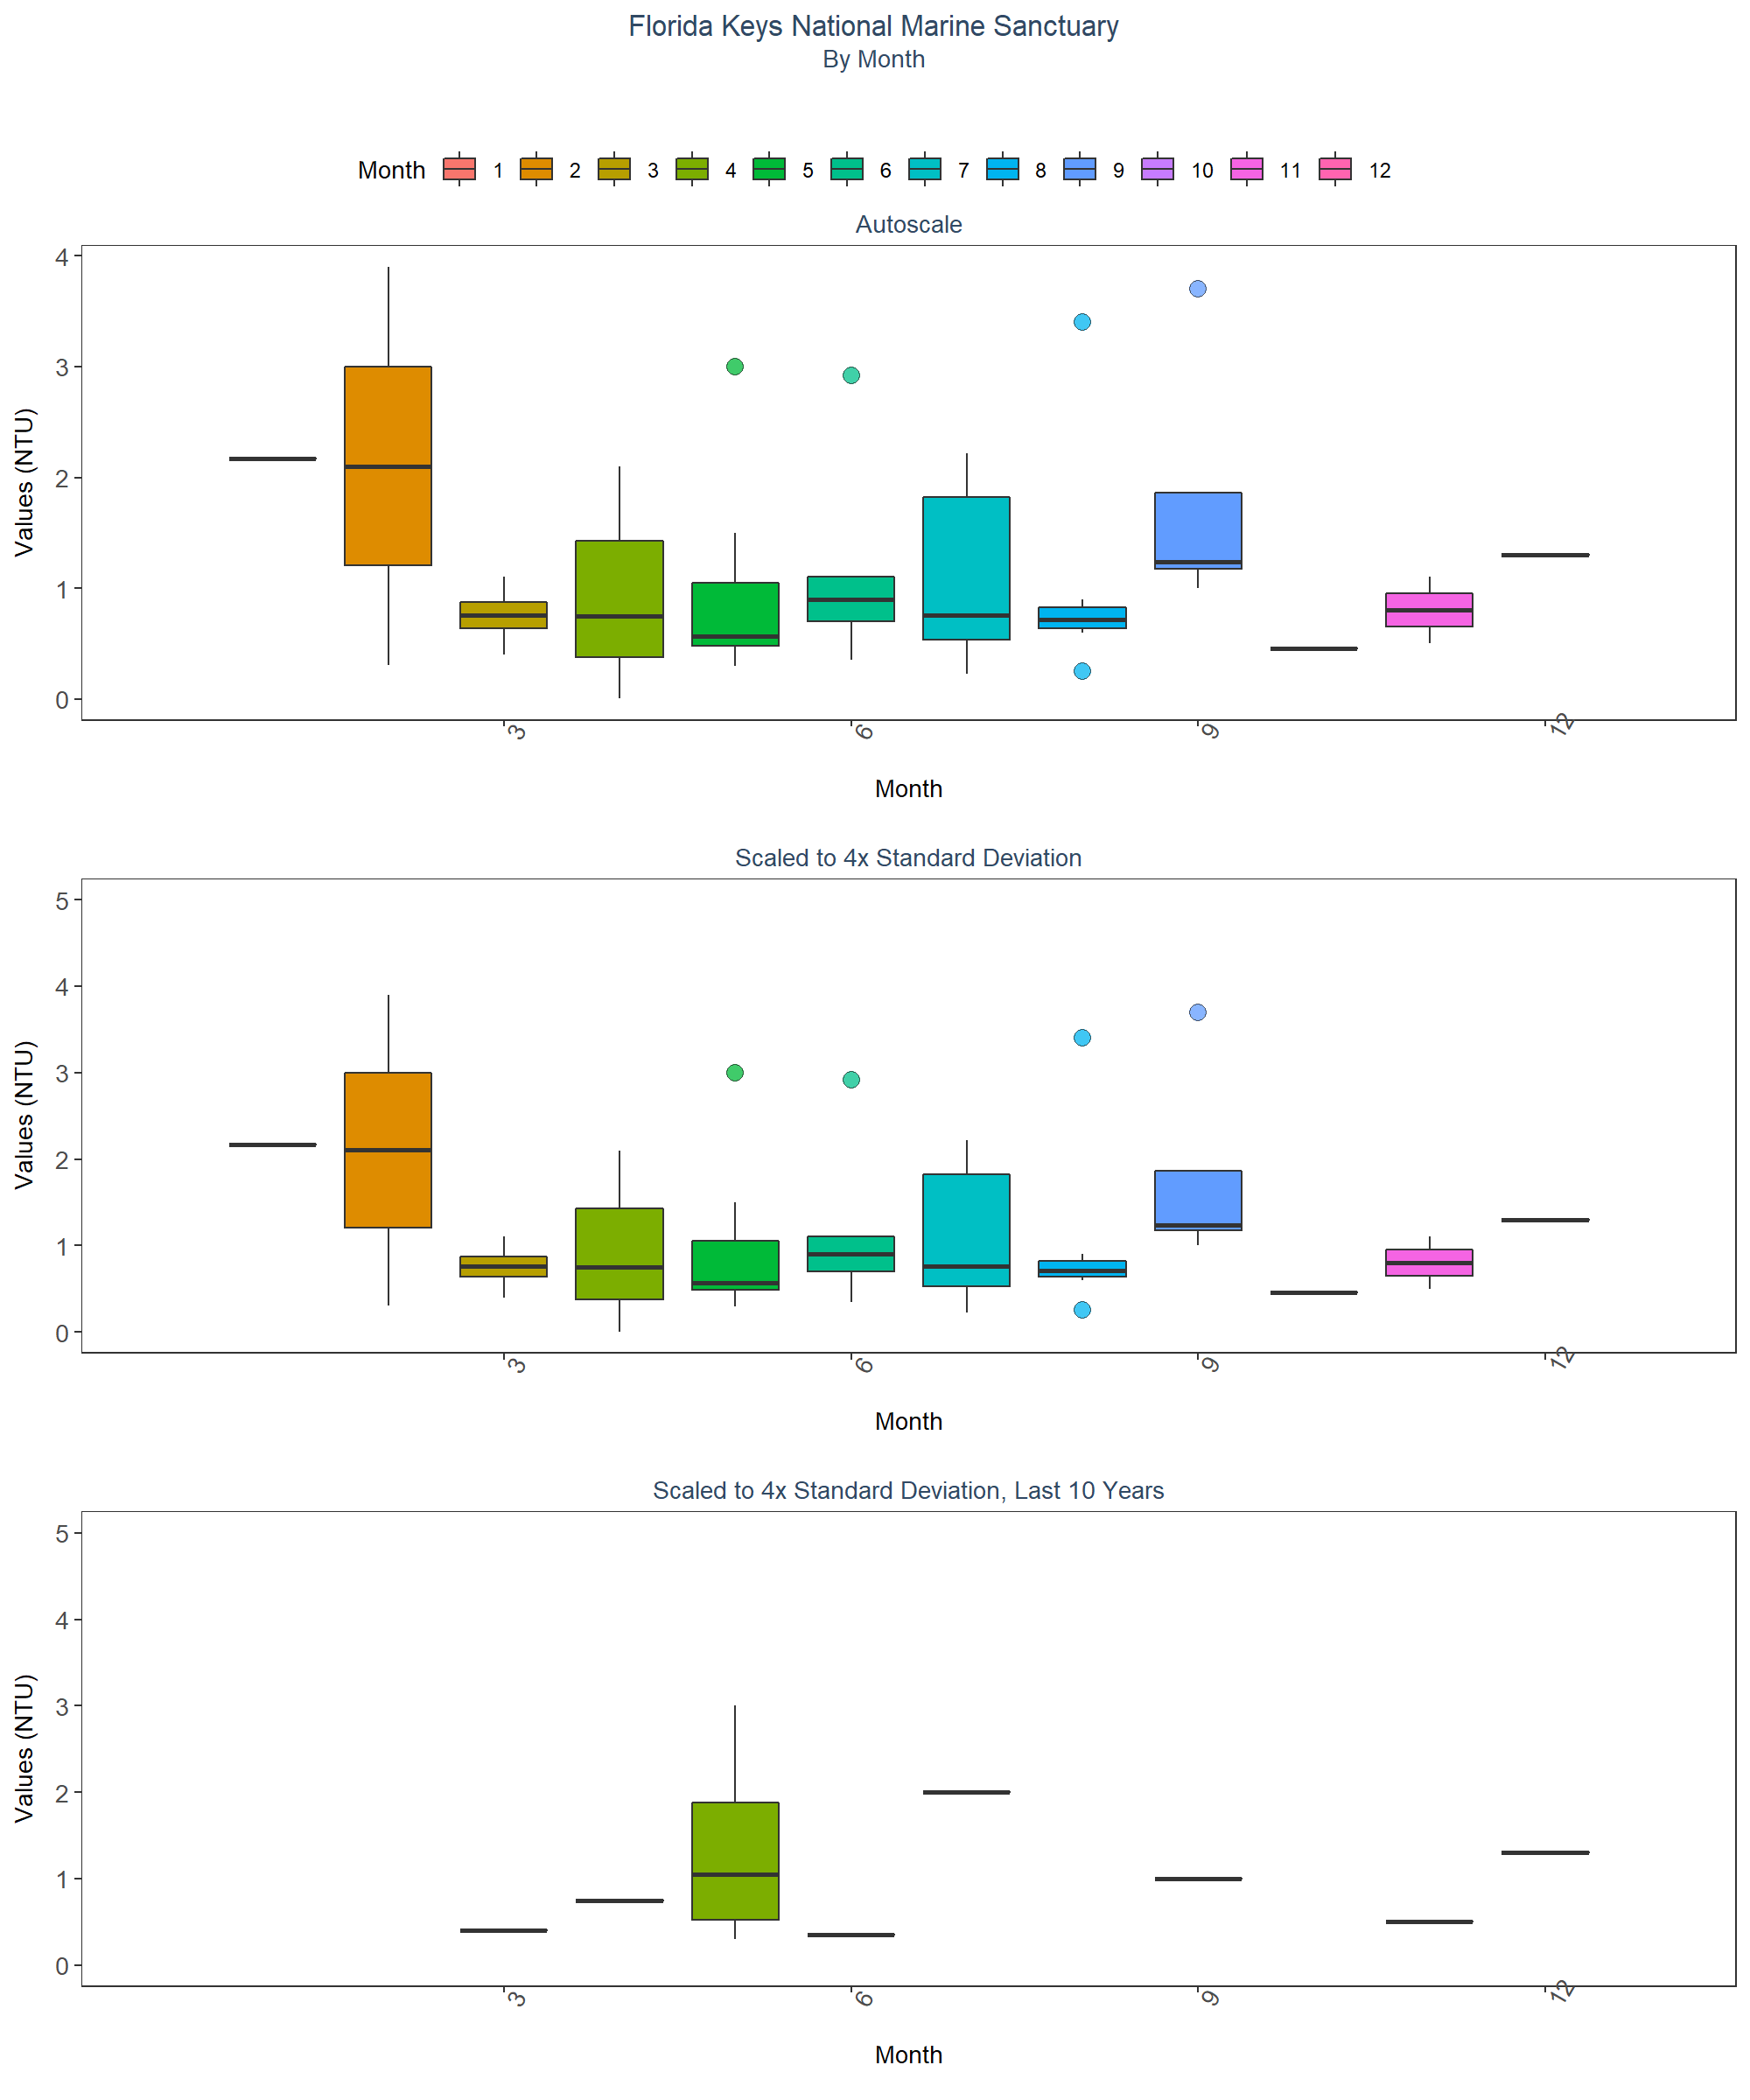 Florida Keys National Marine Sanctuary
By Month
Month 1 2 3 4 5 6 7 8 9 10 11 12
Autoscale
Values (NTU)
4
3
2
1
0
3 6 9 12
Month
Scaled to 4x Standard Deviation
Values (NTU)
5
4
3
2
1
0
3 6 9 12
Month
Scaled to 4x Standard Deviation, Last 10 Years
Values (NTU)
5
4
3
2
1
0
3 6 9 12
Month